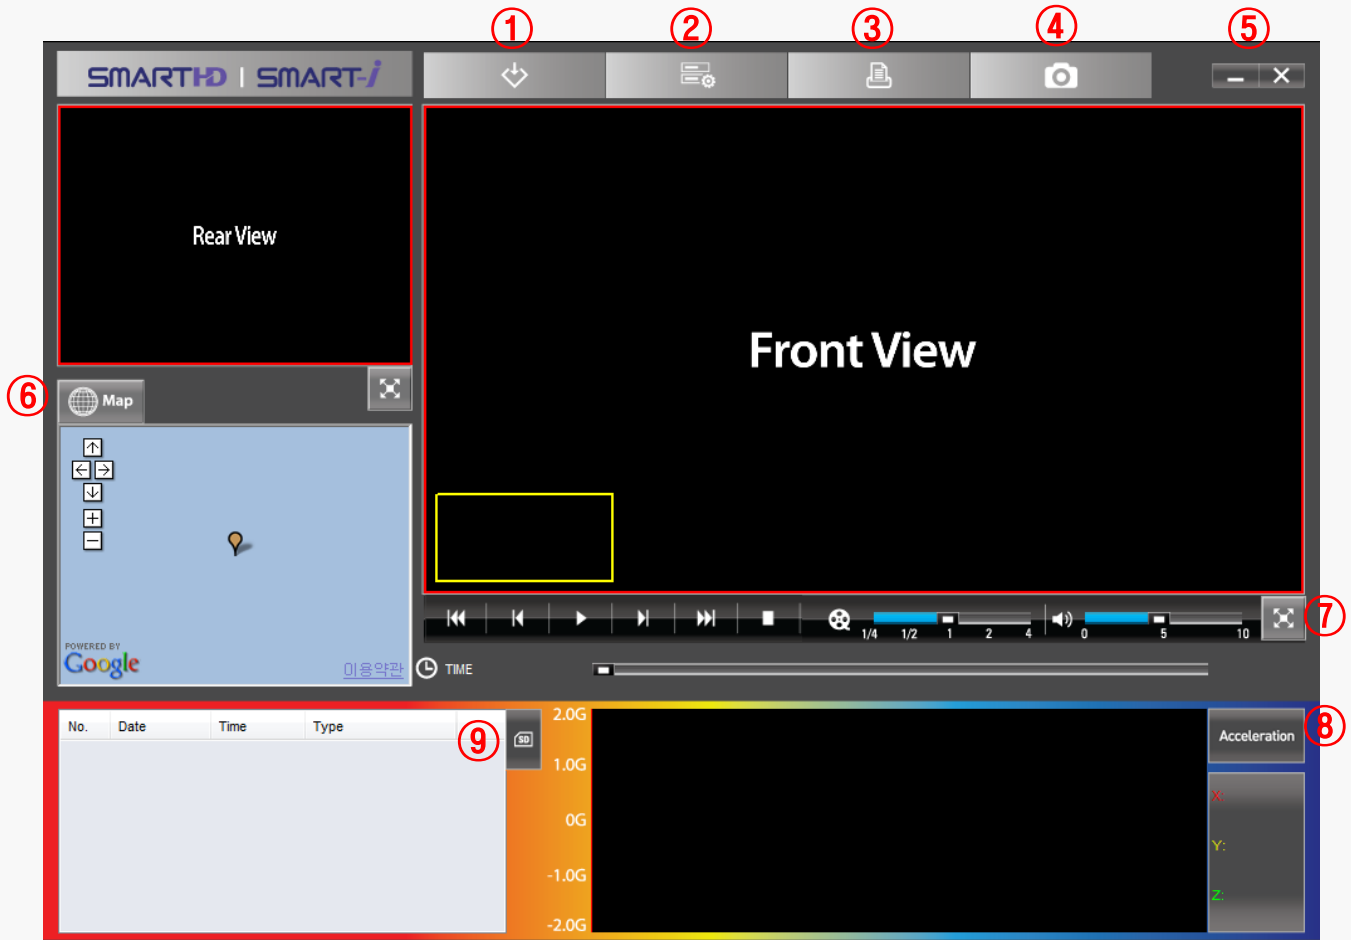 ① ② ③ ④ ⑤
SMARTHD | SMART-i
Rear View
Front View
⑥
Map
POWERED BY
Google
이용약관
1/4 1/2 1 2 4
0 5 10
⑦
TIME
No. Date Time Type
⑨
SD
2.0G
1.0G
0G
-1.0G
-2.0G
⑧
Acceleration
X:
Y:
Z: